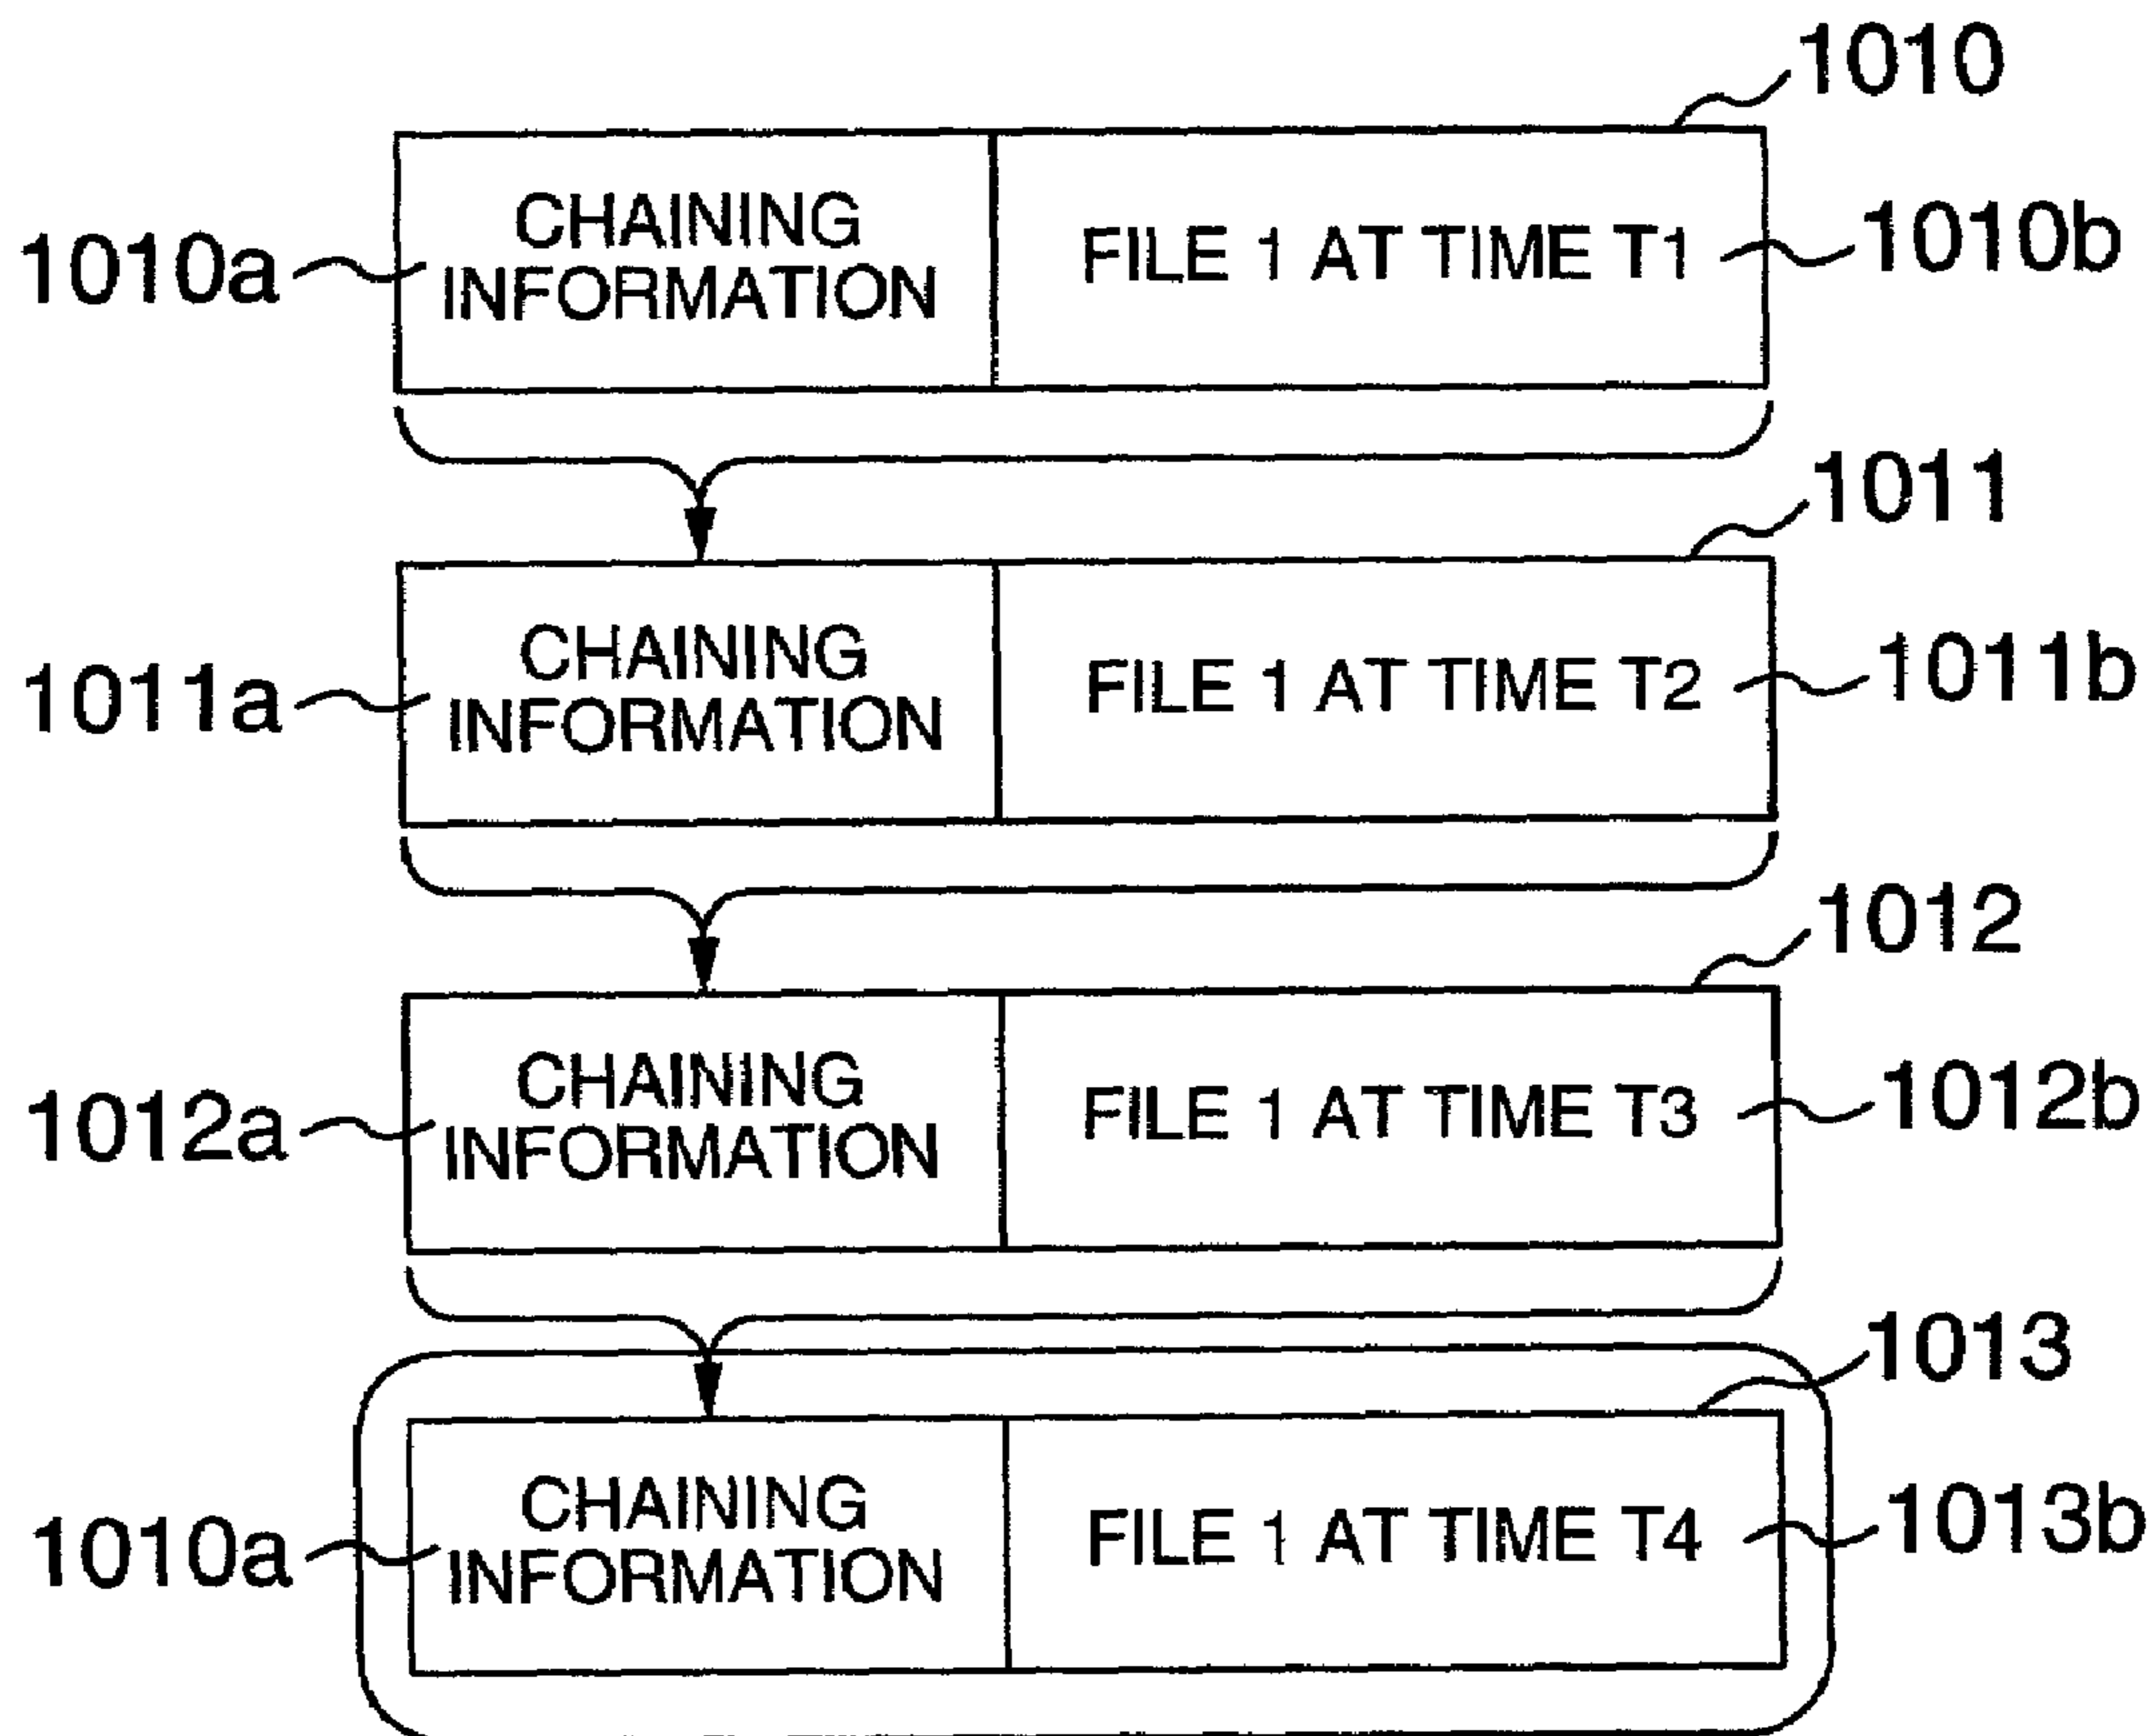 1010
1010a
CHAINING
INFORMATION
FILE 1 AT TIME T1
1010b
1011
1011a
CHAINING
INFORMATION
FILE 1 AT TIME T2
1011b
1012
1012a
CHAINING
INFORMATION
FILE 1 AT TIME T3
1012b
1013
1010a
CHAINING
INFORMATION
FILE 1 AT TIME T4
1013b